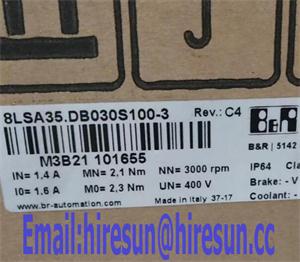 8LSA35.DB030S100-3 Rev.: C4
B&R
M3B21 101655
B&R | 5142
IN= 1,4 A MN= 2,1 Nm NN= 3000 rpm
IP64 Cla
I0= 1,6 A M0= 2,3 Nm UN= 400 V
Brake: - V
www.br-automation.com Made in Italy 37-17
Coolant: -
Email:hiresun@hiresun.cc